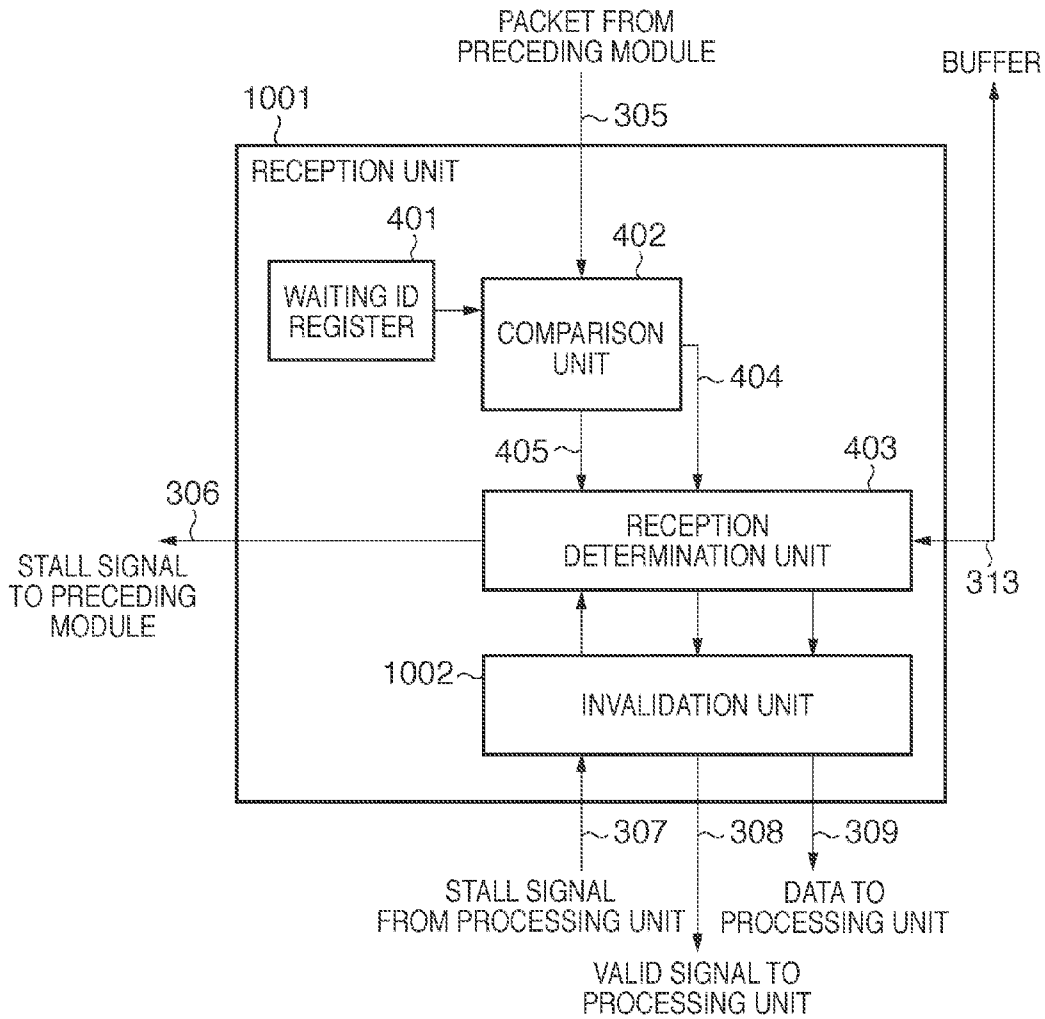 PACKET FROM
PRECEDING MODULE
BUFFER
1001
305
RECEPTION UNIT
401
402
WAITING ID
REGISTER
COMPARISON
UNIT
404
405
403
306
RECEPTION
DETERMINATION UNIT
STALL SIGNAL
TO PRECEDING
MODULE
313
1002
INVALIDATION UNIT
307
308
309
STALL SIGNAL
FROM PROCESSING UNIT
DATA TO
PROCESSING UNIT
VALID SIGNAL TO
PROCESSING UNIT